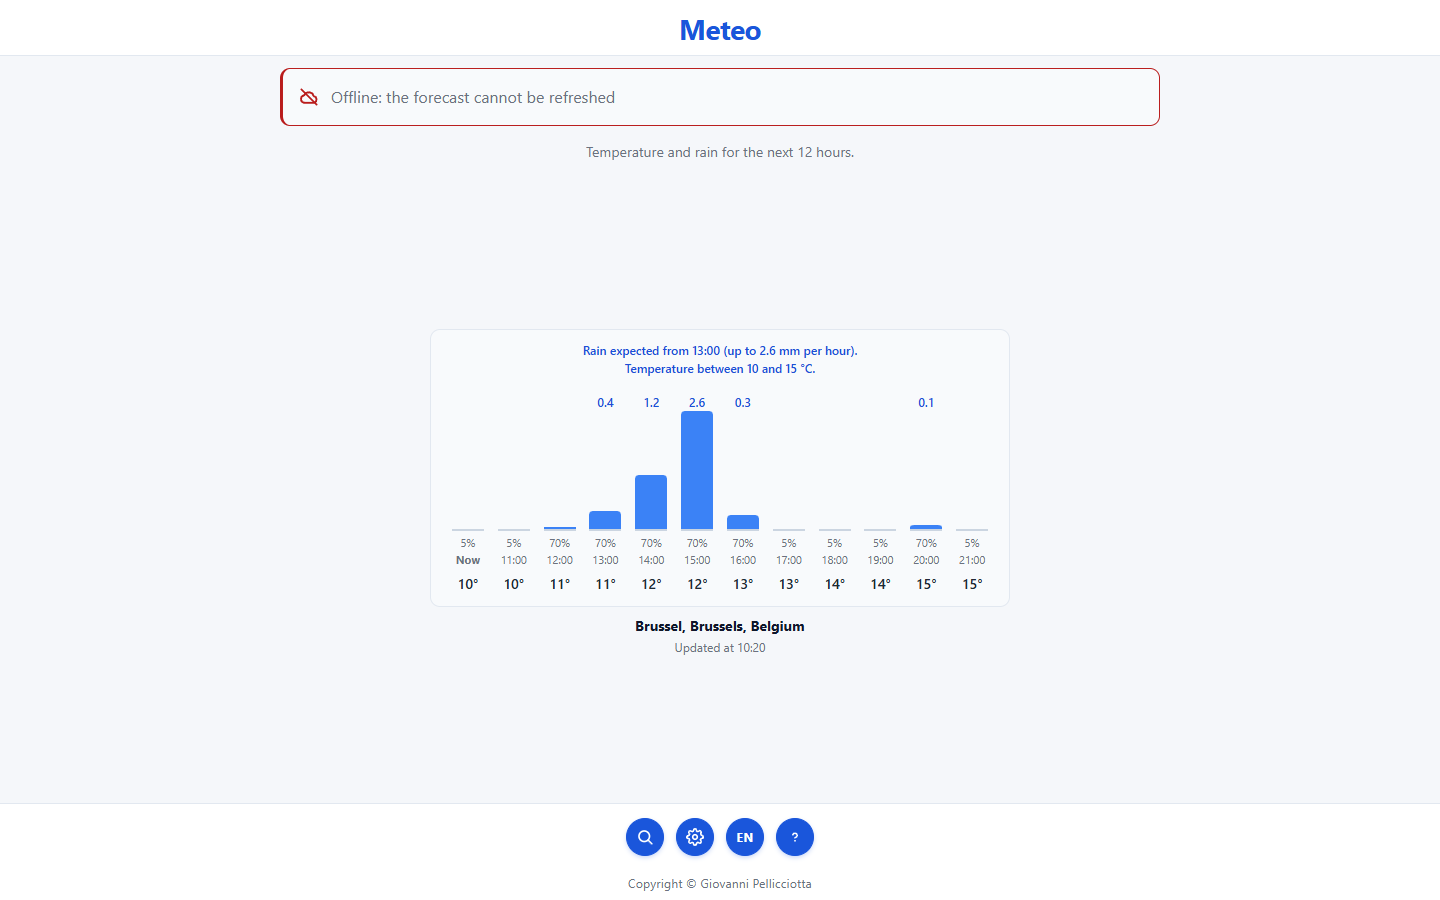 Meteo
Offline: the forecast cannot be refreshed
Temperature and rain for the next 12 hours.
Rain expected from 13:00 (up to 2.6 mm per hour).
Temperature between 10 and 15 °C.
0.4 1.2 2.6 0.3 0.1
5% 5% 70% 70% 70% 70% 70% 5% 5% 5% 70% 5%
Now 11:00 12:00 13:00 14:00 15:00 16:00 17:00 18:00 19:00 20:00 21:00
10° 10° 11° 11° 12° 12° 13° 13° 14° 14° 15° 15°
Brussel, Brussels, Belgium
Updated at 10:20
EN ?
Copyright © Giovanni Pellicciotta